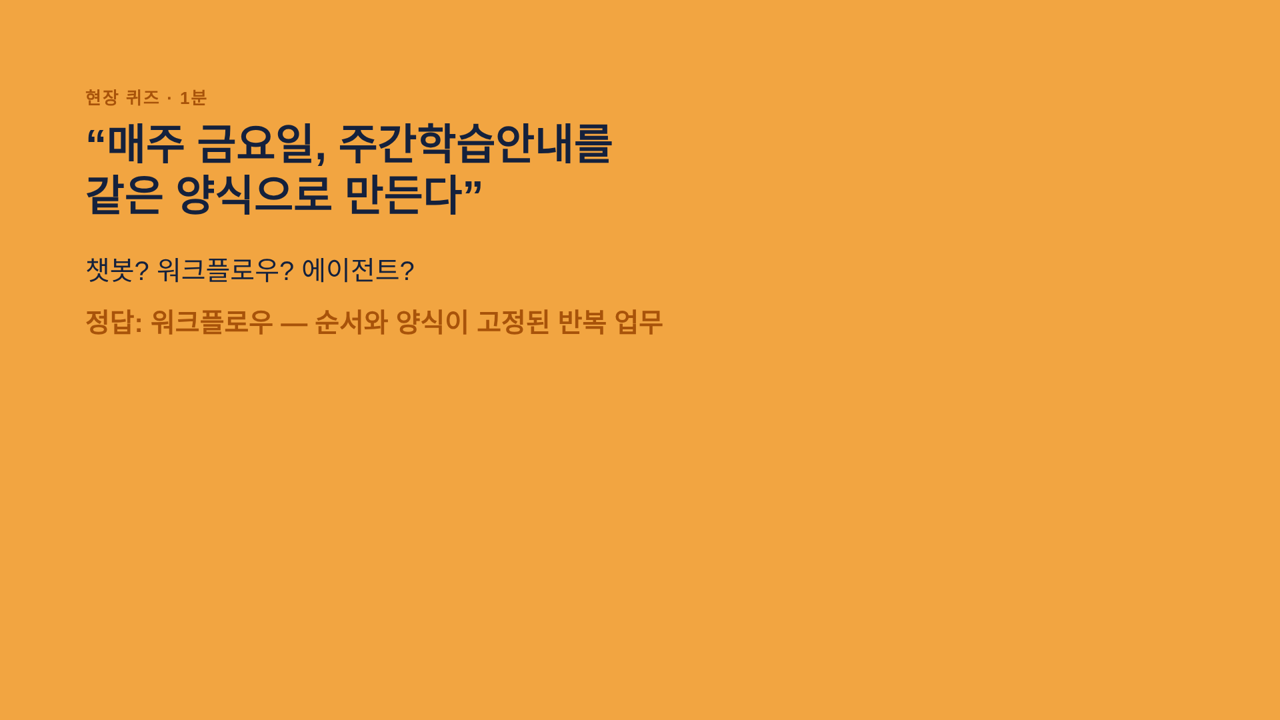 현장 퀴즈 · 1분
“매주 금요일, 주간학습안내를
같은 양식으로 만든다”
챗봇? 워크플로우? 에이전트?
정답: 워크플로우 — 순서와 양식이 고정된 반복 업무